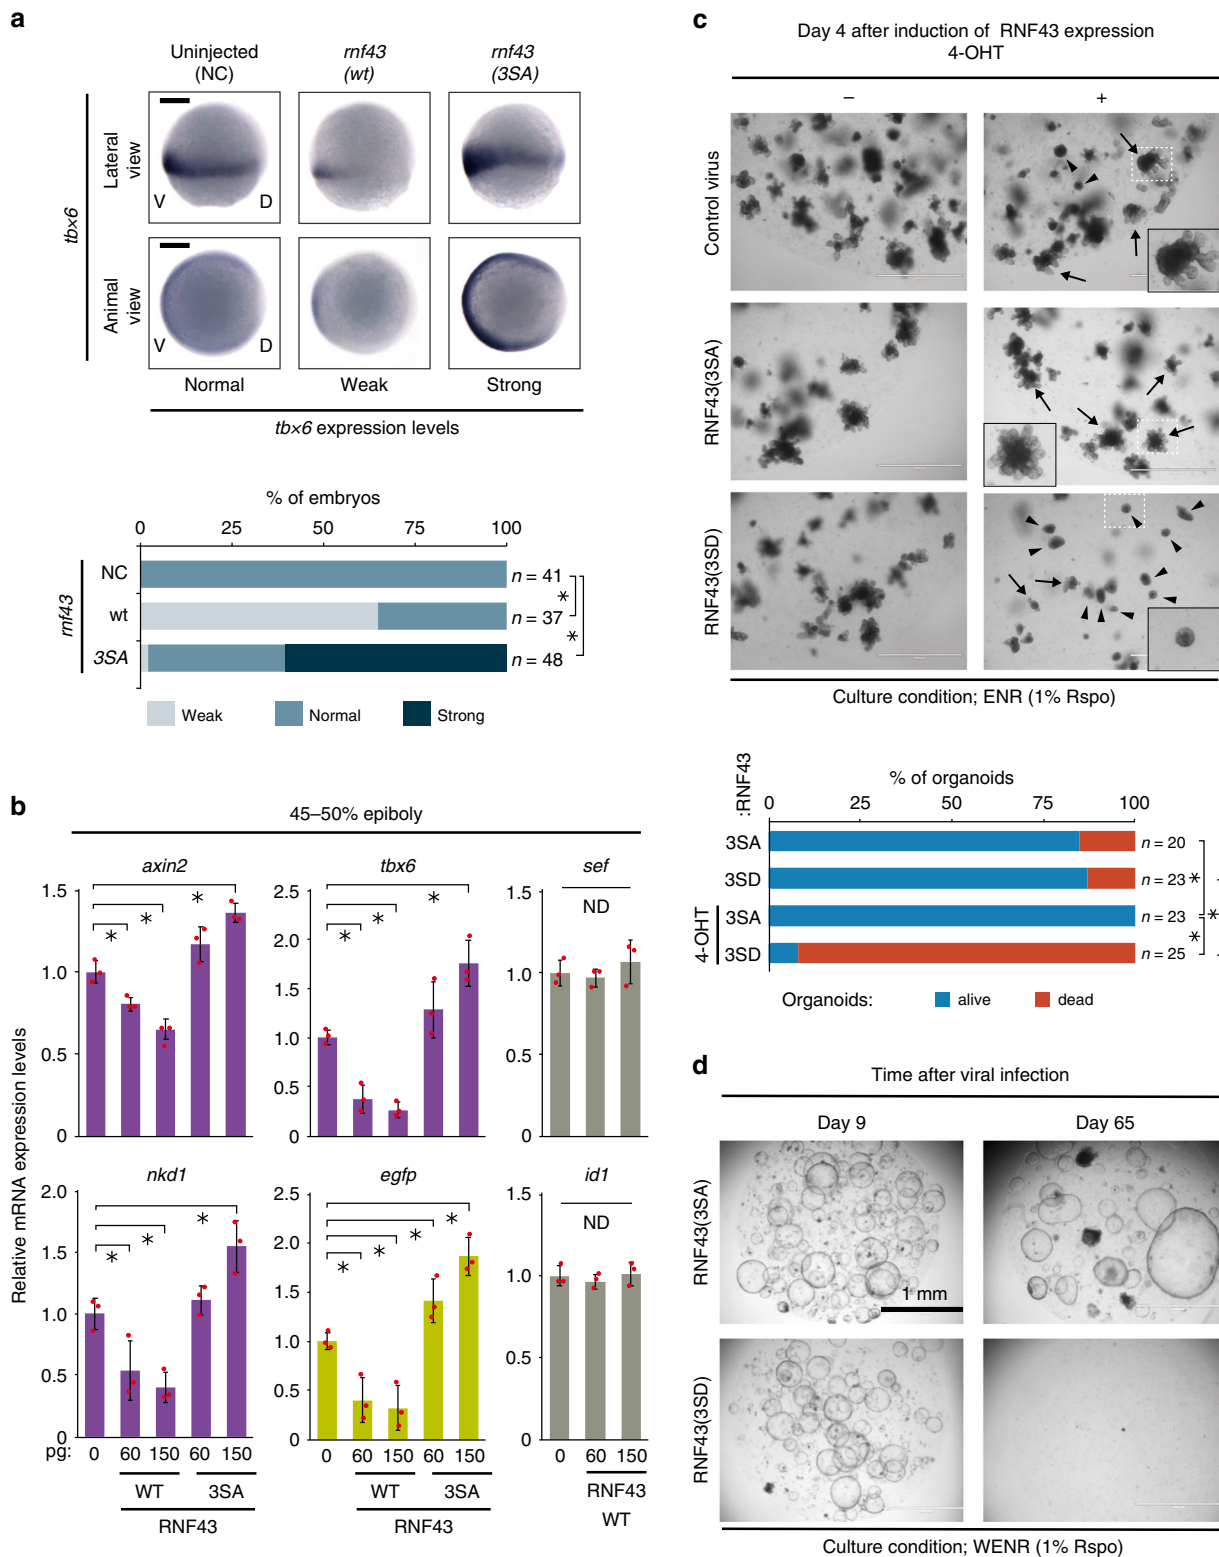 a
Uninjected
(NC)
rnf43
(wt)
rnf43
(3SA)
tbx6
Lateral
view
V D
Animal
view
V D
Normal Weak Strong
tbx6 expression levels
% of embryos
0 25 50 75 100
rnf43
NC n = 41
wt n = 37
3SA n = 48
*
*
Weak Normal Strong
b
45–50% epiboly
Relative mRNA expression levels
axin2
1.5
1.0
0.5
0
* * *
tbx6
2.5
2.0
1.5
1.0
0.5
0
* * *
sef
ND
1.5
1.0
0.5
0
nkd1
2.0
1.5
1.0
0.5
0
* * *
pg: 0 60 150 60 150
WT 3SA
RNF43
egfp
2.5
2.0
1.5
1.0
0.5
0
* * * *
0 60 150 60 150
WT 3SA
RNF43
id1
ND
1.5
1.0
0.5
0
0 60 150
RNF43
WT
c
Day 4 after induction of RNF43 expression
4-OHT
– +
Control virus
RNF43(3SA)
RNF43(3SD)
Culture condition; ENR (1% Rspo)
% of organoids
:RNF43
0 25 50 75 100
3SA n = 20
3SD n = 23
4-OHT
3SA n = 23
3SD n = 25
*
*
*
Organoids: alive dead
d
Time after viral infection
Day 9 Day 65
RNF43(3SA)
1 mm
RNF43(3SD)
Culture condition; WENR (1% Rspo)